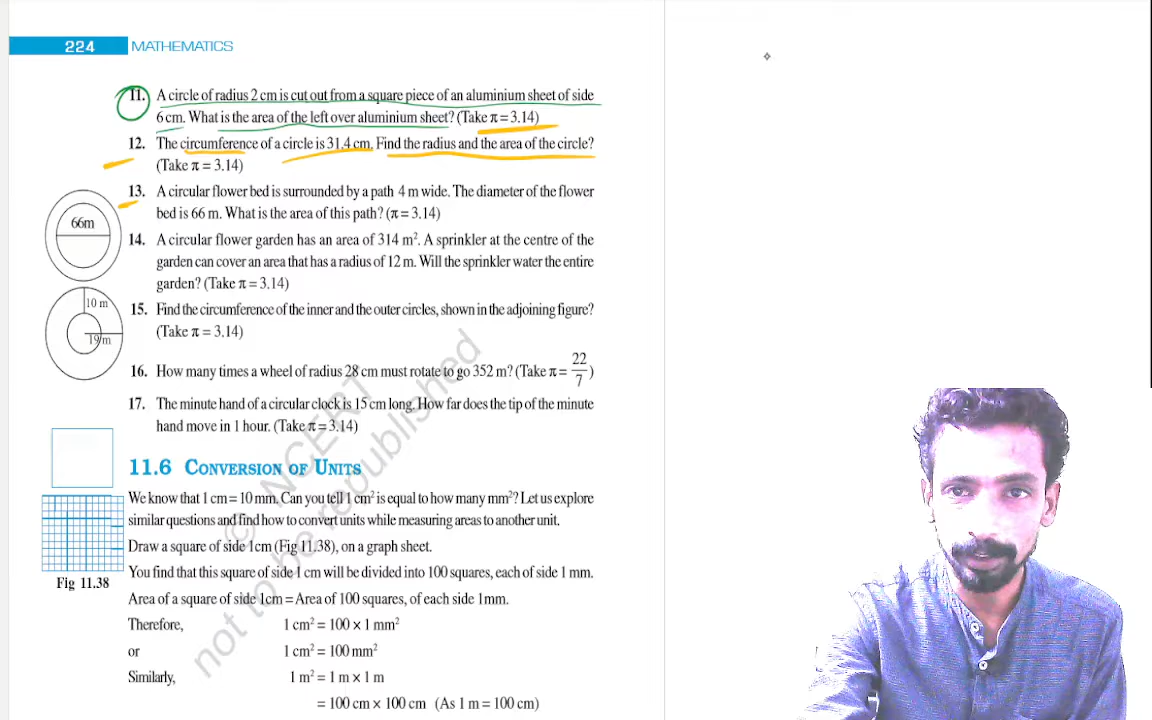 224 MATHEMATICS
11. A circle of radius 2 cm is cut out from a square piece of an aluminium sheet of side
6 cm. What is the area of the left over aluminium sheet? (Take π = 3.14)
12. The circumference of a circle is 31.4 cm. Find the radius and the area of the circle?
(Take π = 3.14)
13. A circular flower bed is surrounded by a path 4 m wide. The diameter of the flower
bed is 66 m. What is the area of this path? (π = 3.14)
66m
14. A circular flower garden has an area of 314 m². A sprinkler at the centre of the
garden can cover an area that has a radius of 12 m. Will the sprinkler water the entire
garden? (Take π = 3.14)
10 m
19 m
15. Find the circumference of the inner and the outer circles, shown in the adjoining figure?
(Take π = 3.14)
16. How many times a wheel of radius 28 cm must rotate to go 352 m? (Take π = 22/7)
17. The minute hand of a circular clock is 15 cm long. How far does the tip of the minute
hand move in 1 hour. (Take π = 3.14)
11.6 CONVERSION OF UNITS
We know that 1 cm = 10 mm. Can you tell 1 cm² is equal to how many mm²? Let us explore
similar questions and find how to convert units while measuring areas to another unit.
Draw a square of side 1cm (Fig 11.38), on a graph sheet.
You find that this square of side 1 cm will be divided into 100 squares, each of side 1 mm.
Fig 11.38
Area of a square of side 1cm = Area of 100 squares, of each side 1mm.
Therefore, 1 cm² = 100 × 1 mm²
or 1 cm² = 100 mm²
Similarly, 1 m² = 1 m × 1 m
= 100 cm × 100 cm (As 1 m = 100 cm)
© NCERT
not to be republished